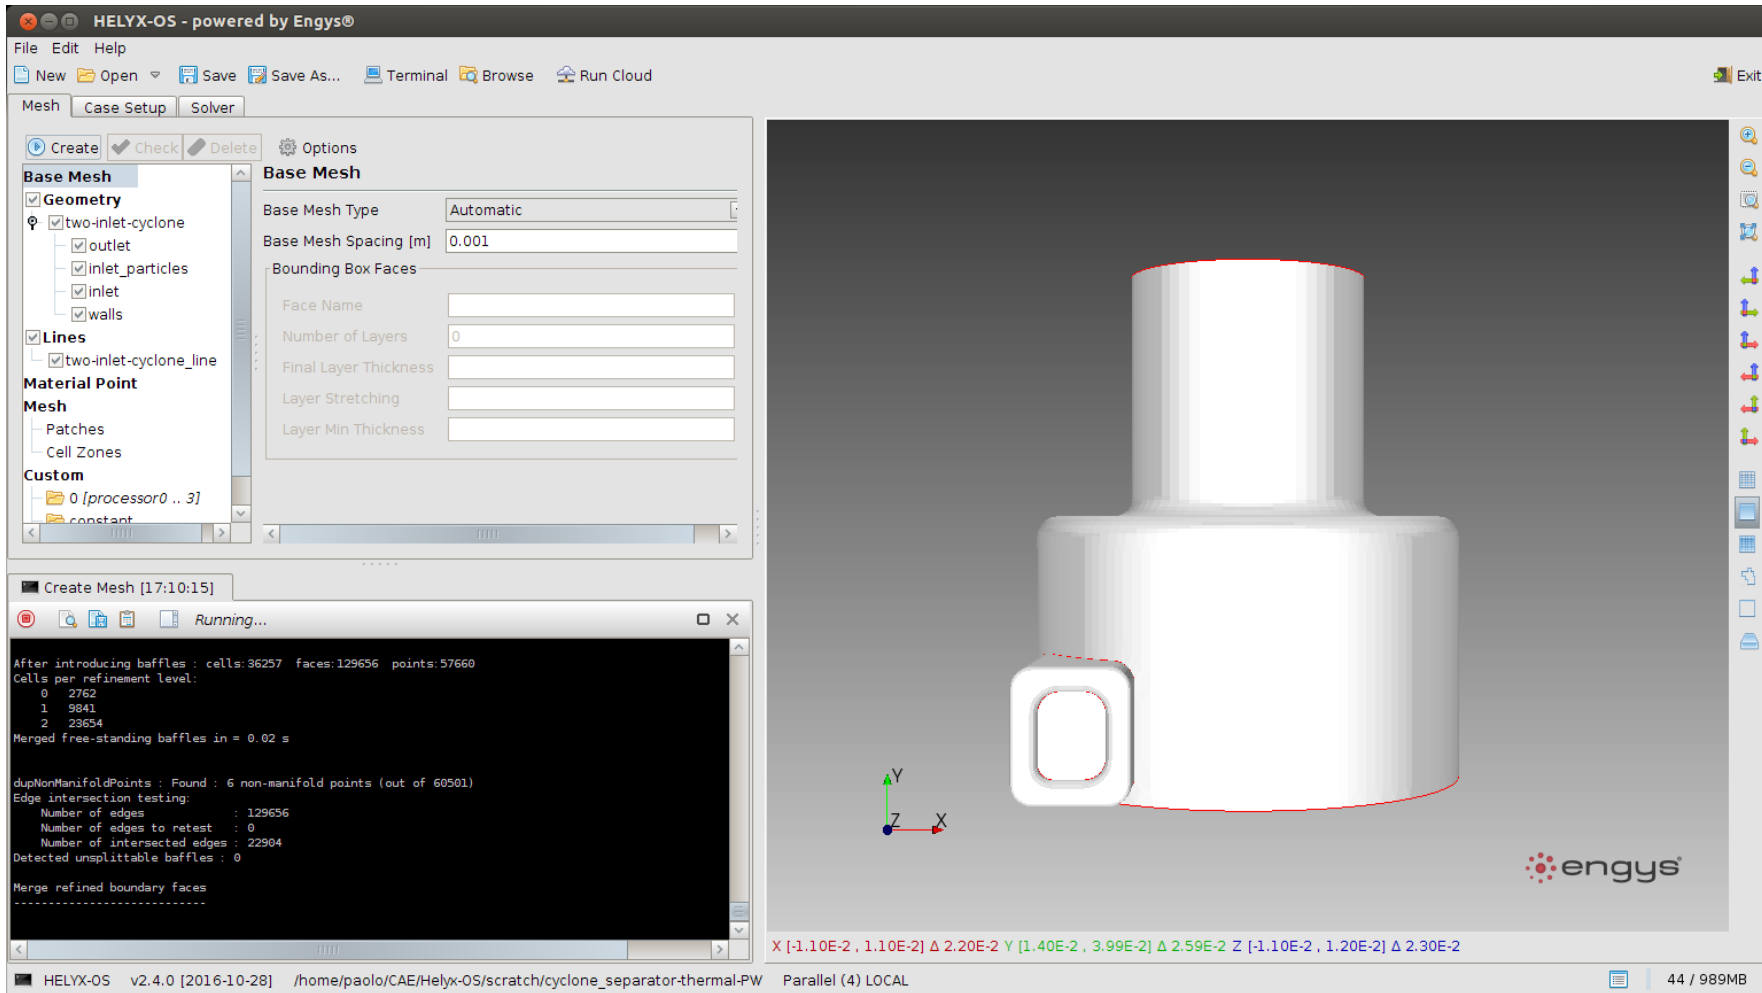 HELYX-OS - powered by Engys®
File Edit Help
New Open Save Save As... Terminal Browse Run Cloud Exit
Mesh Case Setup Solver
Create Check Delete Options
Base Mesh
Geometry
two-inlet-cyclone
outlet
inlet_particles
inlet
walls
Lines
two-inlet-cyclone_line
Material Point
Mesh
Patches
Cell Zones
Custom
0 [processor0 .. 3]
constant
Base Mesh
Base Mesh Type Automatic
Base Mesh Spacing [m] 0.001
Bounding Box Faces
Face Name
Number of Layers 0
Final Layer Thickness
Layer Stretching
Layer Min Thickness
Create Mesh [17:10:15]
Running...
After introducing baffles : cells:36257 faces:129656 points:57660
Cells per refinement level:
0 2762
1 9841
2 23654
Merged free-standing baffles in = 0.02 s
dupNonManifoldPoints : Found : 6 non-manifold points (out of 60501)
Edge intersection testing:
Number of edges : 129656
Number of edges to retest : 0
Number of intersected edges : 22904
Detected unsplittable baffles : 0
Merge refined boundary faces
----------------------------
Y
Z X
engys
X [-1.10E-2 , 1.10E-2] Δ 2.20E-2 Y [1.40E-2 , 3.99E-2] Δ 2.59E-2 Z [-1.10E-2 , 1.20E-2] Δ 2.30E-2
HELYX-OS v2.4.0 [2016-10-28] /home/paolo/CAE/Helyx-OS/scratch/cyclone_separator-thermal-PW Parallel (4) LOCAL 44 / 989MB